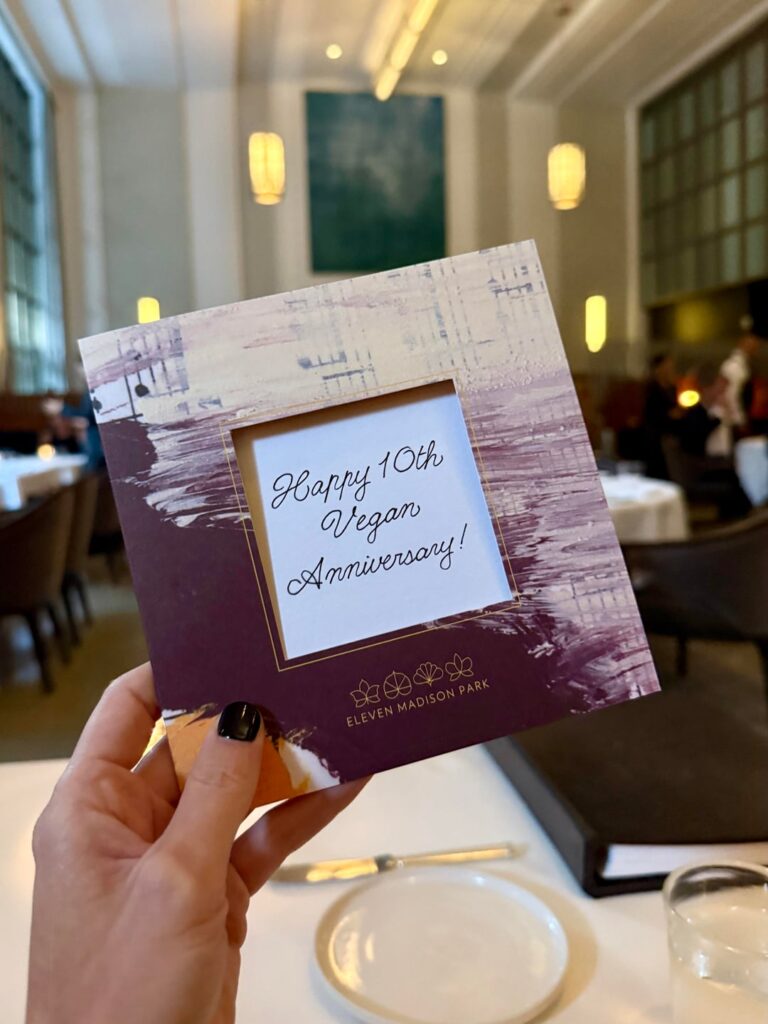 Happy 10th
Vegan
Anniversary!
ELEVEN MADISON PARK